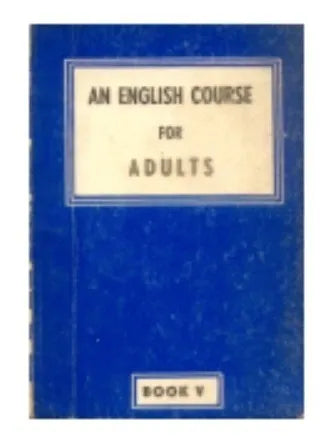 AN ENGLISH COURSE
FOR
ADULTS
BOOK V